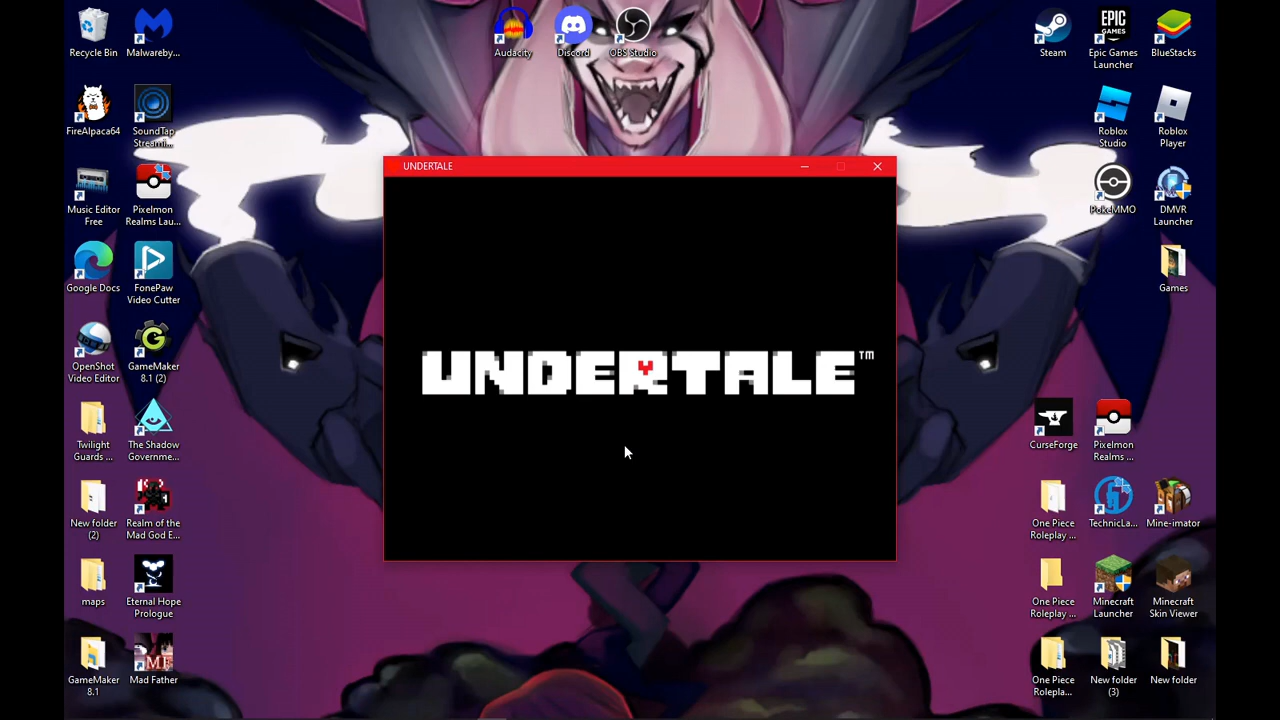 Recycle Bin
Malwareby...
Audacity
Discord
OBS Studio
Steam
EPIC
GAMES
Epic Games
Launcher
BlueStacks
FireAlpaca64
SoundTap
Streami...
Roblox
Studio
Roblox
Player
UNDERTALE
Music Editor
Free
Pixelmon
Realms Lau...
PokeMMO
DMVR
Launcher
Google Docs
FonePaw
Video Cutter
Games
UNDERTALE™
OpenShot
Video Editor
GameMaker
8.1 (2)
Twilight
Guards ...
The Shadow
Governme...
CurseForge
Pixelmon
Realms ...
New folder
(2)
Realm of the
Mad God E...
One Piece
Roleplay ...
TechnicLa...
Mine-imator
maps
Eternal Hope
Prologue
One Piece
Roleplay ...
Minecraft
Launcher
Minecraft
Skin Viewer
GameMaker
8.1
MF
Mad Father
One Piece
Rolepla...
New folder
(3)
New folder